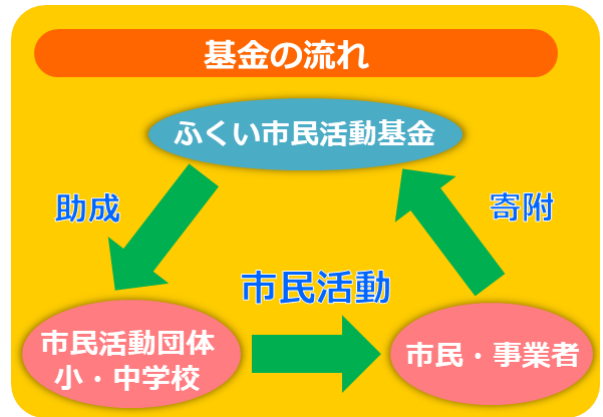 基金の流れ
ふくい市民活動基金
助成
寄附
市民活動
市民活動団体
小・中学校
市民・事業者